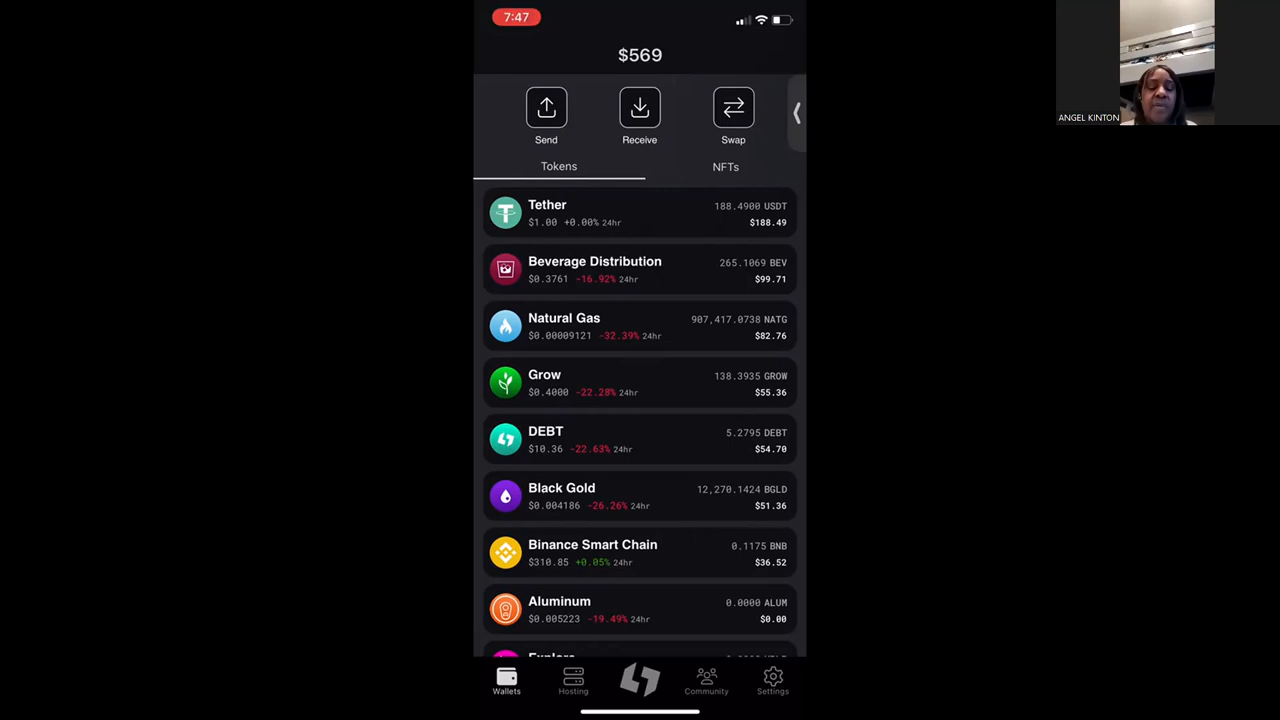 7:47
$569
Send
Receive
Swap
Tokens
NFTs
Tether
188.4900 USDT
$1.00 +0.00% 24hr
$188.49
Beverage Distribution
265.1069 BEV
$0.3761 -16.92% 24hr
$99.71
Natural Gas
907,417.0738 NATG
$0.00009121 -32.39% 24hr
$82.76
Grow
138.3935 GROW
$0.4000 -22.28% 24hr
$55.36
DEBT
5.2795 DEBT
$10.36 -22.63% 24hr
$54.70
Black Gold
12,270.1424 BGLD
$0.004186 -26.26% 24hr
$51.36
Binance Smart Chain
0.1175 BNB
$310.85 +0.05% 24hr
$36.52
Aluminum
0.0000 ALUM
$0.005223 -19.49% 24hr
$0.00
Wallets
Hosting
Community
Settings
ANGEL KINTON